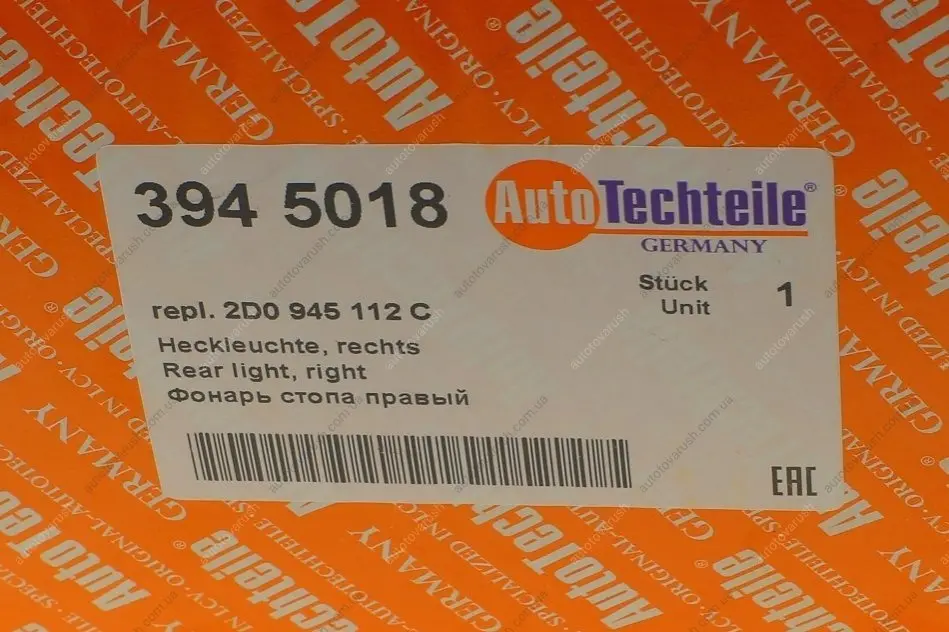 394 5018
AutoTechteile®
GERMANY
Stück
Unit
1
repl. 2D0 945 112 C
Heckleuchte, rechts
Rear light, right
Фонарь стопа правый
EAC